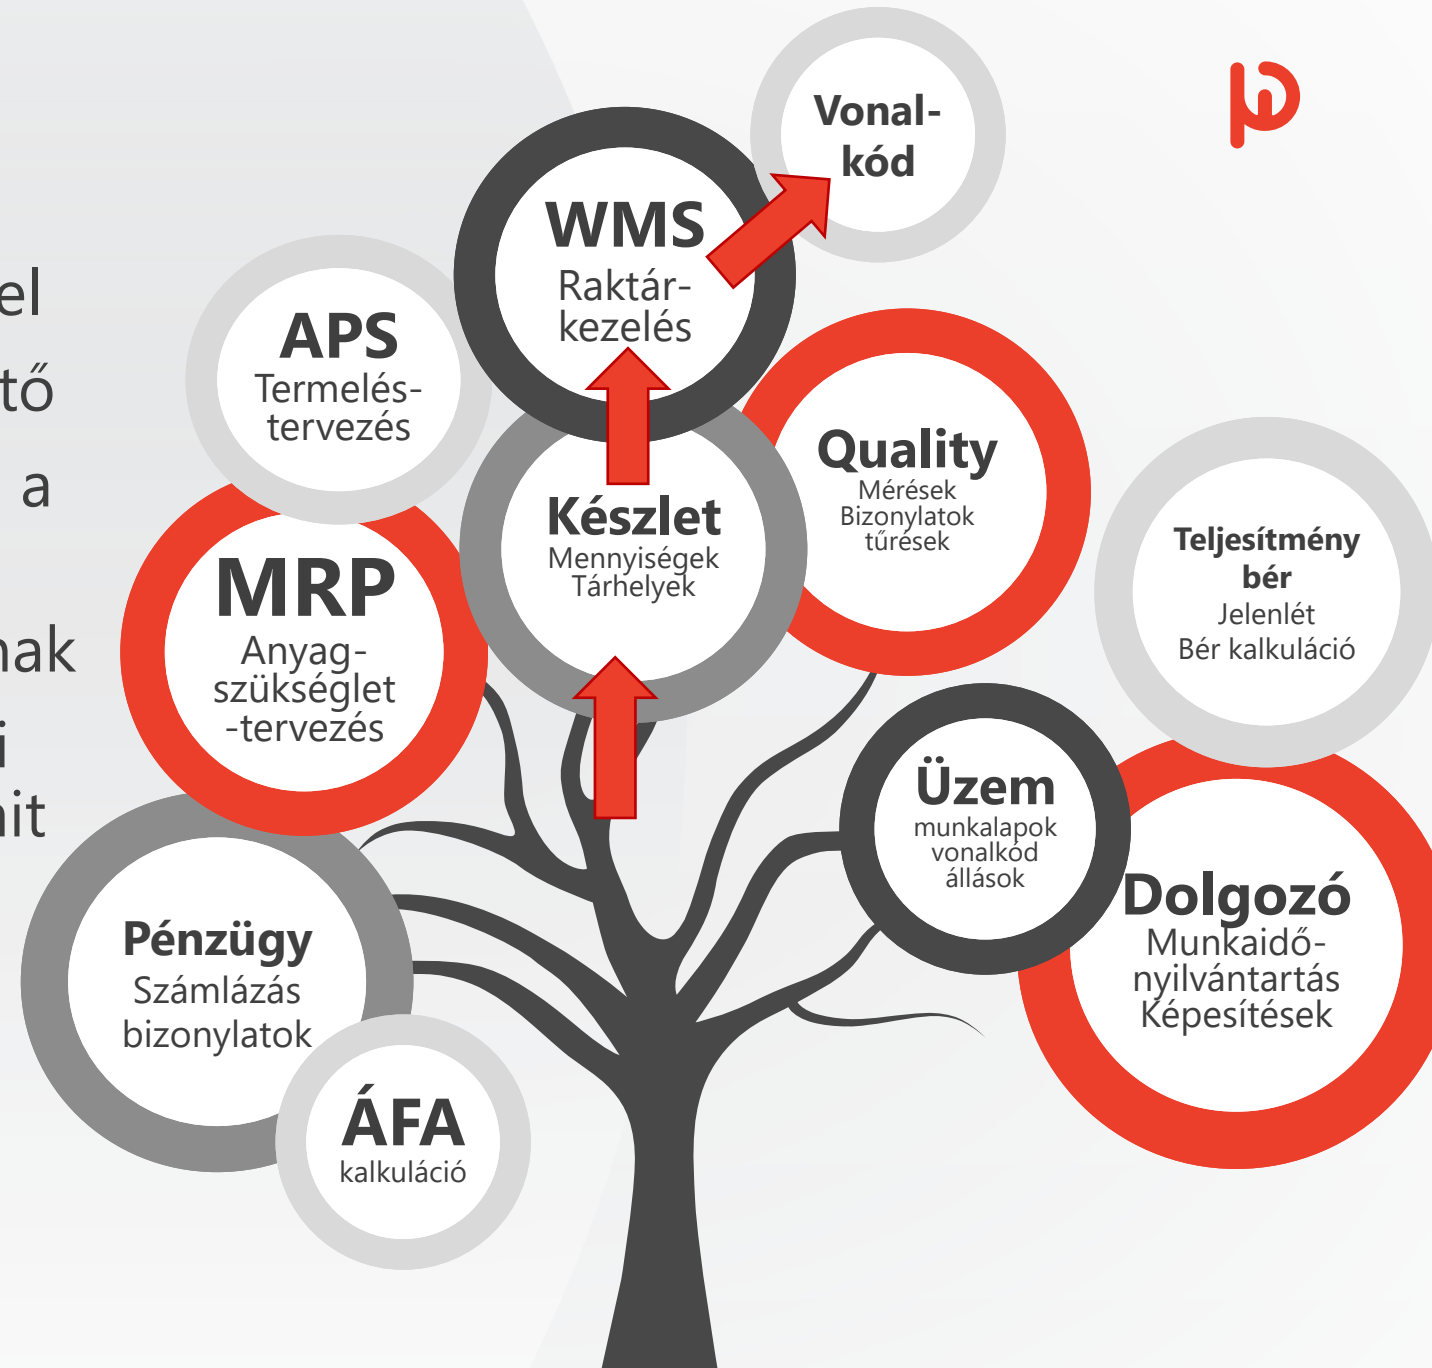 Vonal-
kód
WMS
Raktár-
kezelés
APS
Termelés-
tervezés
Quality
Mérések
Bizonylatok
tűrések
Készlet
Mennyiségek
Tárhelyek
MRP
Anyag-
szükséglet
-tervezés
Teljesítmény
bér
Jelenlét
Bér kalkuláció
Üzem
munkalapok
vonalkód
állások
Dolgozó
Munkaidő-
nyilvántartás
Képesítések
Pénzügy
Számlázás
bizonylatok
ÁFA
kalkuláció
el
tő
a
nak
i
it